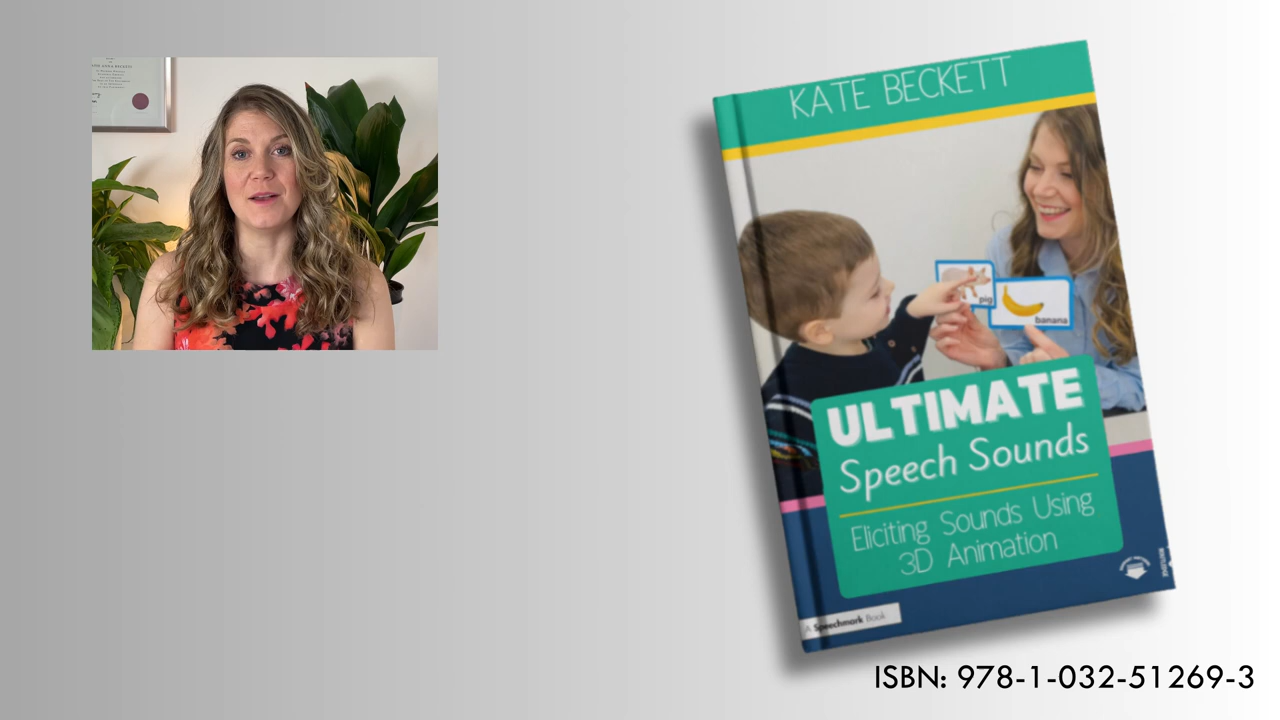 KATE BECKETT
pig
banana
ULTIMATE
Speech Sounds
Eliciting Sounds Using
3D Animation
A Speechmark Book
ISBN: 978-1-032-51269-3